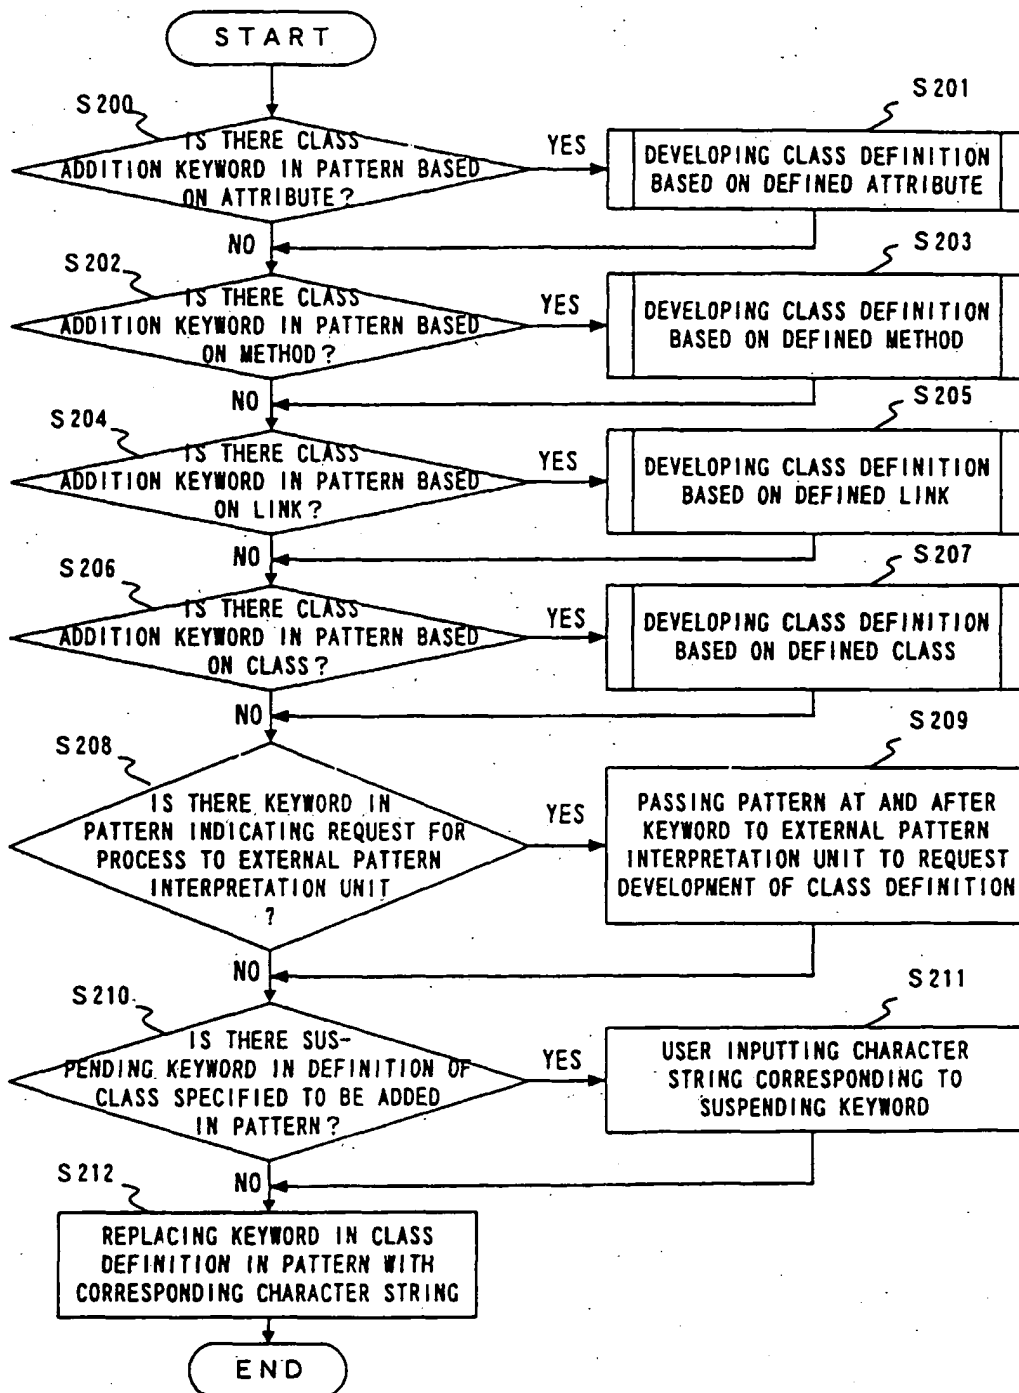 START
S200
IS THERE CLASS
ADDITION KEYWORD IN PATTERN BASED
ON ATTRIBUTE?
YES
S201
DEVELOPING CLASS DEFINITION
BASED ON DEFINED ATTRIBUTE
NO
S202
IS THERE CLASS
ADDITION KEYWORD IN PATTERN BASED
ON METHOD?
YES
S203
DEVELOPING CLASS DEFINITION
BASED ON DEFINED METHOD
NO
S204
IS THERE CLASS
ADDITION KEYWORD IN PATTERN BASED
ON LINK?
YES
S205
DEVELOPING CLASS DEFINITION
BASED ON DEFINED LINK
NO
S206
IS THERE CLASS
ADDITION KEYWORD IN PATTERN BASED
ON CLASS?
YES
S207
DEVELOPING CLASS DEFINITION
BASED ON DEFINED CLASS
NO
S208
IS THERE KEYWORD IN
PATTERN INDICATING REQUEST FOR
PROCESS TO EXTERNAL PATTERN
INTERPRETATION UNIT
?
YES
S209
PASSING PATTERN AT AND AFTER
KEYWORD TO EXTERNAL PATTERN
INTERPRETATION UNIT TO REQUEST
DEVELOPMENT OF CLASS DEFINITION
NO
S210
IS THERE SUS-
PENDING KEYWORD IN DEFINITION OF
CLASS SPECIFIED TO BE ADDED
IN PATTERN?
YES
S211
USER INPUTTING CHARACTER
STRING CORRESPONDING TO
SUSPENDING KEYWORD
NO
S212
REPLACING KEYWORD IN CLASS
DEFINITION IN PATTERN WITH
CORRESPONDING CHARACTER STRING
END